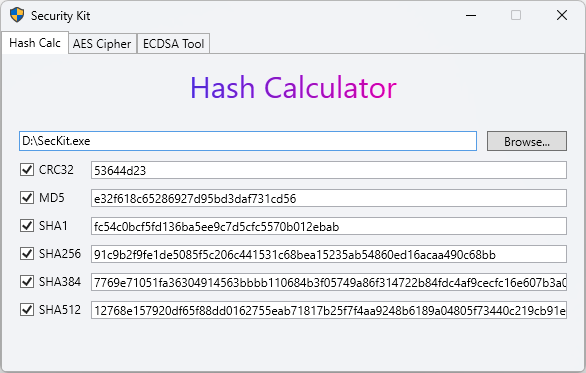 Security Kit
Hash Calc AES Cipher ECDSA Tool
Hash Calculator
D:\SecKit.exe Browse...
CRC32 53644d23
MD5 e32f618c65286927d95bd3daf731cd56
SHA1 fc54c0bcf5fd136ba5ee9c7d5cfc5570b012ebab
SHA256 91c9b2f9fe1de5085f5c206c441531c68bea15235ab54860ed16acaa490c68bb
SHA384 7769e71051fa36304914563bbbb110684b3f05749a86f314722b84fdc4af9cecfc16e607b3a0
SHA512 12768e157920df65f88dd0162755eab71817b25f7f4aa9248b6189a04805f73440c219cb91e